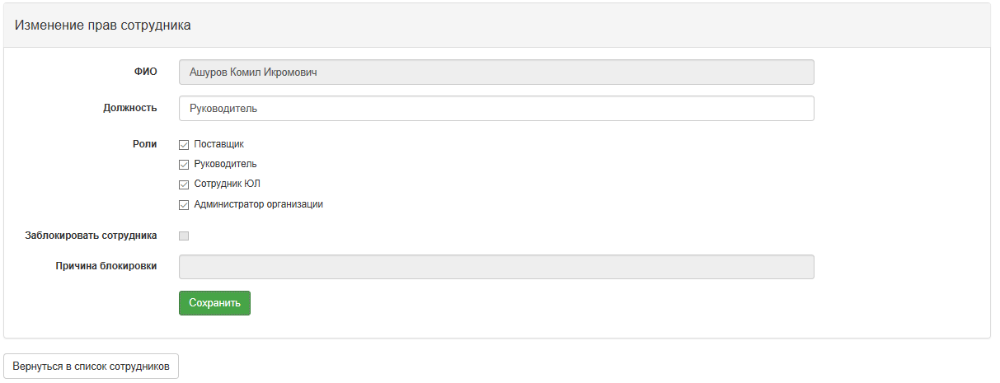 Изменение прав сотрудника
ФИО Ашуров Комил Икромович
Должность Руководитель
Роли Поставщик
Руководитель
Сотрудник ЮЛ
Администратор организации
Заблокировать сотрудника
Причина блокировки
Сохранить
Вернуться в список сотрудников